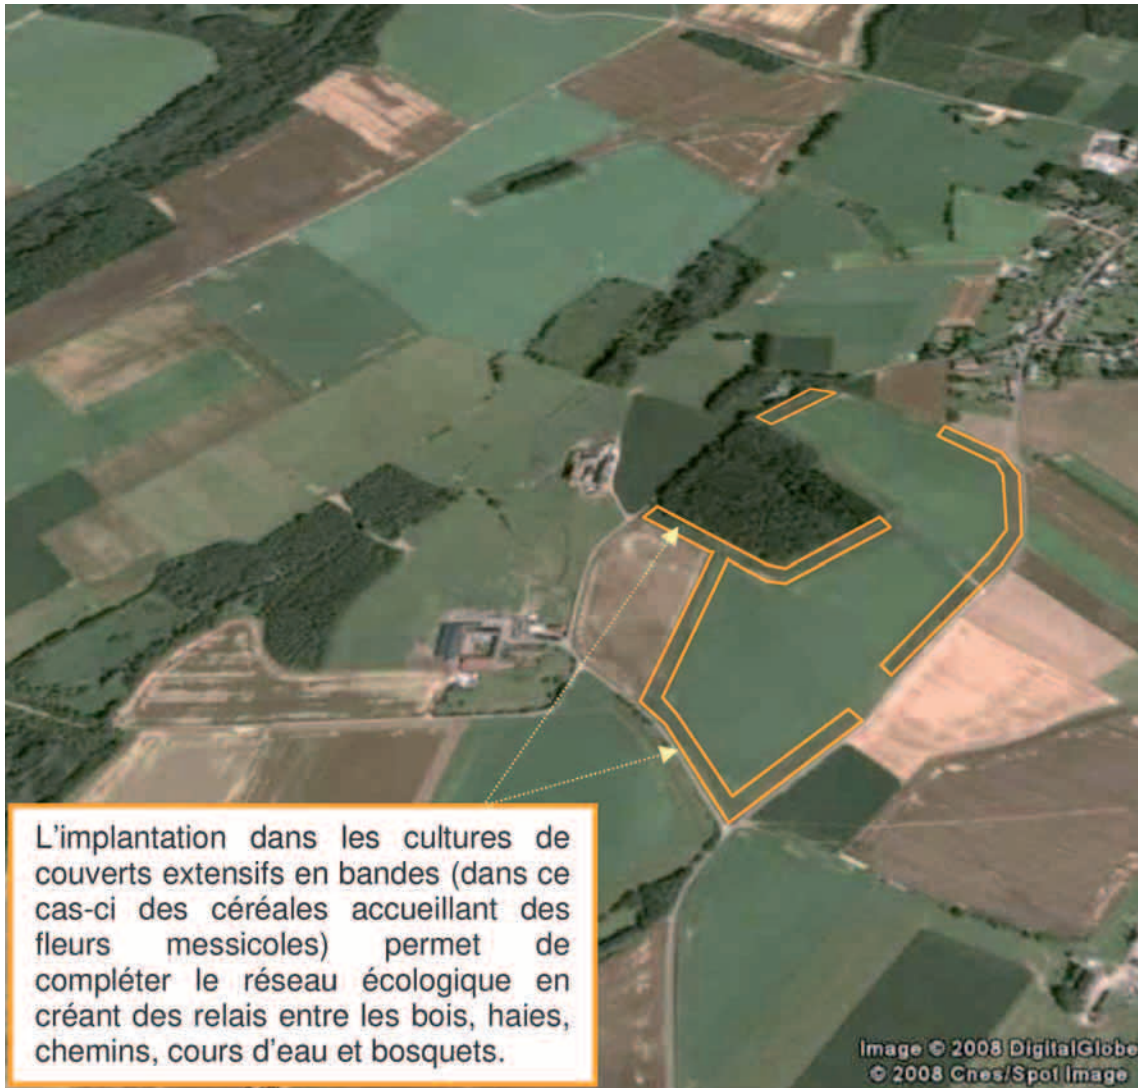 L'implantation dans les cultures de
couverts extensifs en bandes (dans ce
cas-ci des céréales accueillant des
fleurs messicoles) permet de
compléter le réseau écologique en
créant des relais entre les bois, haies,
chemins, cours d'eau et bosquets.
Image © 2008 DigitalGlobe
© 2008 Cnes/Spot Image